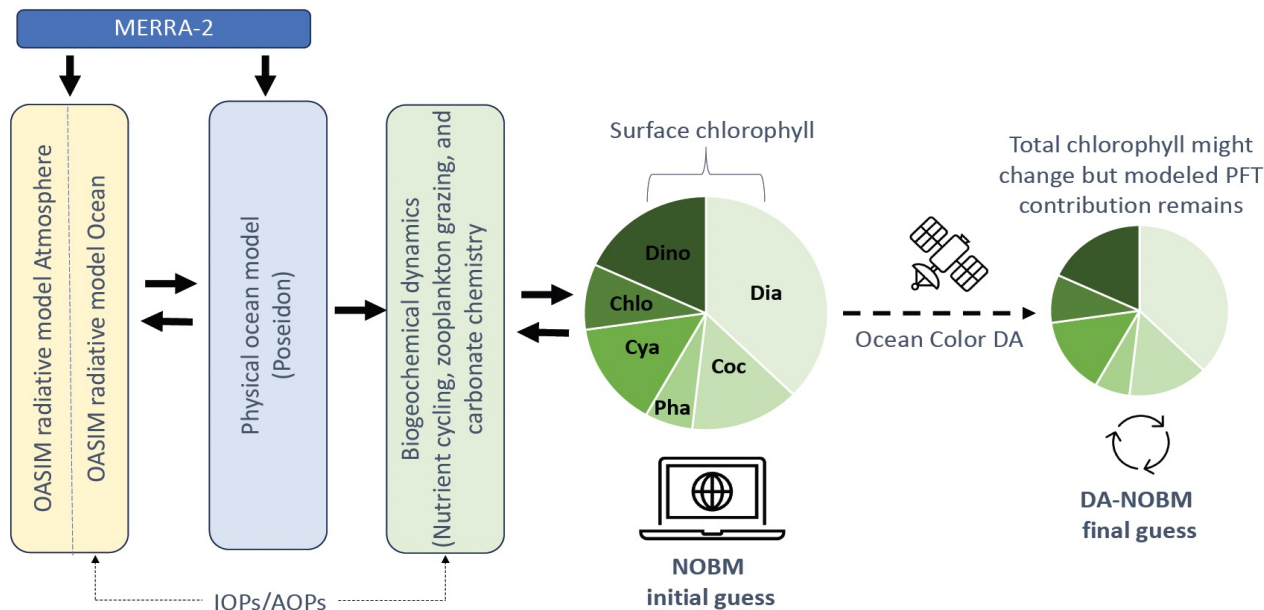 MERRA-2
OASIM radiative model Atmosphere
OASIM radiative model Ocean
Physical ocean model
(Poseidon)
Biogeochemical dynamics
(Nutrient cycling, zooplankton grazing, and
carbonate chemistry
IOPs/AOPs
Surface chlorophyll
Dino
Dia
Chlo
Cya
Coc
Pha
NOBM
initial guess
Ocean Color DA
Total chlorophyll might
change but modeled PFT
contribution remains
DA-NOBM
final guess